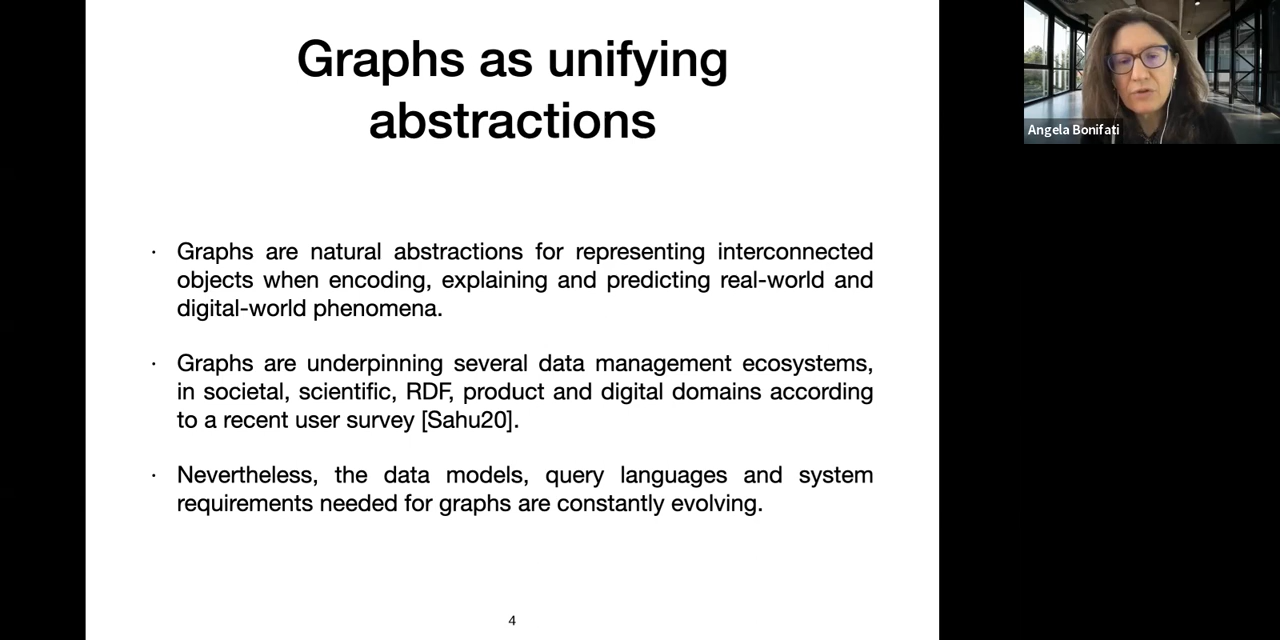 Graphs as unifying
abstractions
· Graphs are natural abstractions for representing interconnected
objects when encoding, explaining and predicting real-world and
digital-world phenomena.
· Graphs are underpinning several data management ecosystems,
in societal, scientific, RDF, product and digital domains according
to a recent user survey [Sahu20].
· Nevertheless, the data models, query languages and system
requirements needed for graphs are constantly evolving.
4
Angela Bonifati